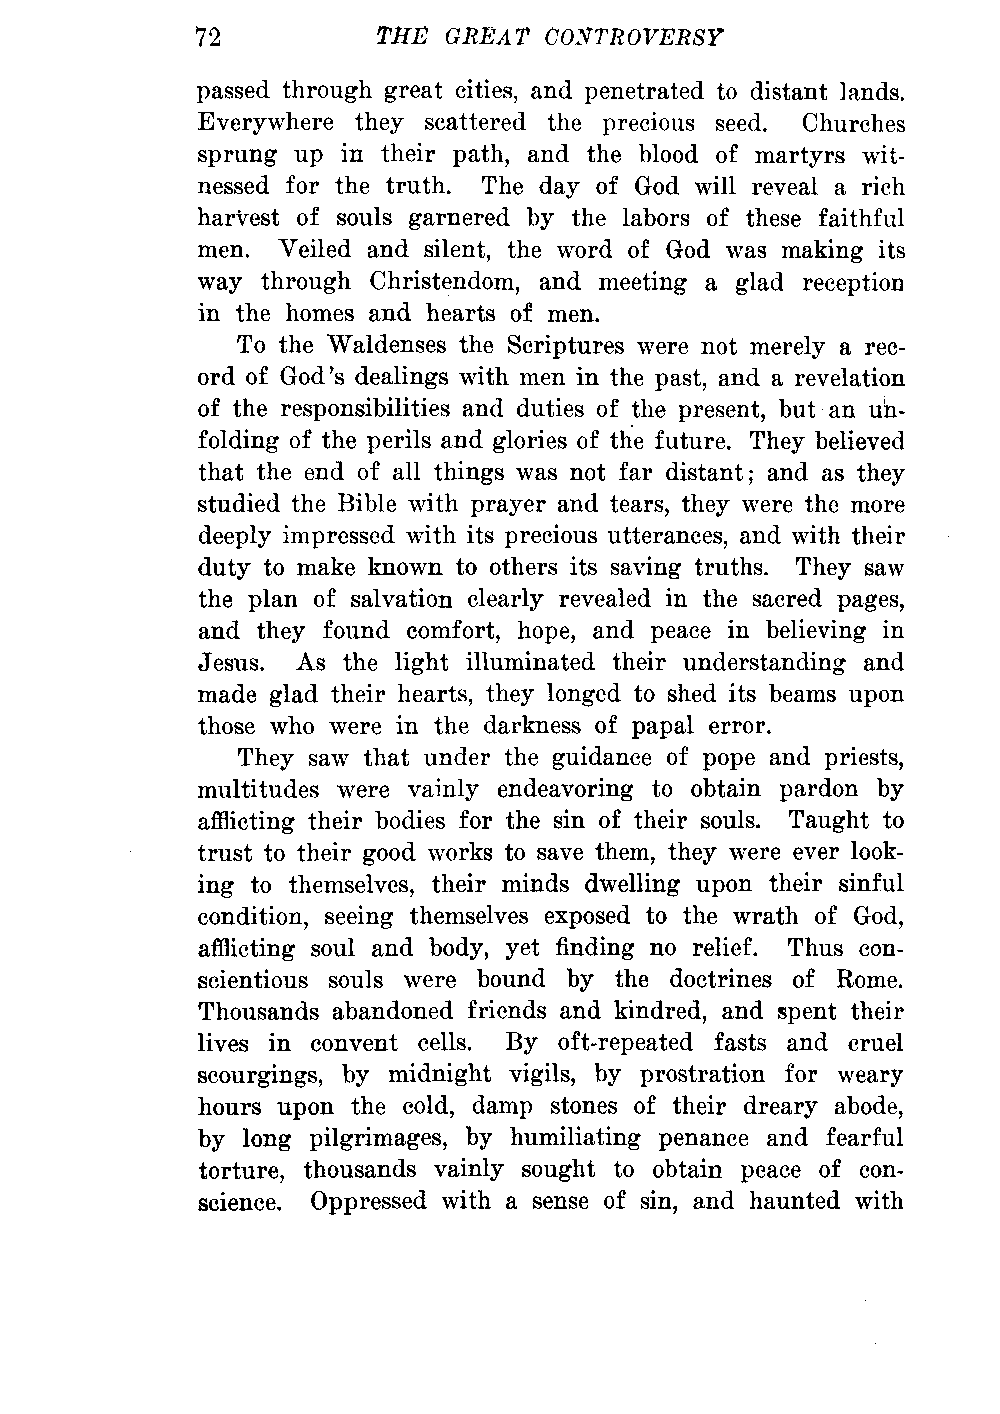 72 THE GREAT CONTROVERSY
passed through great cities, and penetrated to distant lands.
Everywhere they scattered the precious seed. Churches
sprung up in their path, and the blood of martyrs wit-
nessed for the truth. The day of God will reveal a rich
harvest of souls garnered by the labors of these faithful
men. Veiled and silent, the word of God was making its
way through Christendom, and meeting a glad reception
in the homes and hearts of men.
To the Waldenses the Scriptures were not merely a rec-
ord of God's dealings with men in the past, and a revelation
of the responsibilities and duties of the present, but an un-
folding of the perils and glories of the future. They believed
that the end of all things was not far distant; and as they
studied the Bible with prayer and tears, they were the more
deeply impressed with its precious utterances, and with their
duty to make known to others its saving truths. They saw
the plan of salvation clearly revealed in the sacred pages,
and they found comfort, hope, and peace in believing in
Jesus. As the light illuminated their understanding and
made glad their hearts, they longed to shed its beams upon
those who were in the darkness of papal error.
They saw that under the guidance of pope and priests,
multitudes were vainly endeavoring to obtain pardon by
afflicting their bodies for the sin of their souls. Taught to
trust to their good works to save them, they were ever look-
ing to themselves, their minds dwelling upon their sinful
condition, seeing themselves exposed to the wrath of God,
afflicting soul and body, yet finding no relief. Thus con-
scientious souls were bound by the doctrines of Rome.
Thousands abandoned friends and kindred, and spent their
lives in convent cells. By oft-repeated fasts and cruel
scourgings, by midnight vigils, by prostration for weary
hours upon the cold, damp stones of their dreary abode,
by long pilgrimages, by humiliating penance and fearful
torture, thousands vainly sought to obtain peace of con-
science. Oppressed with a sense of sin, and haunted with